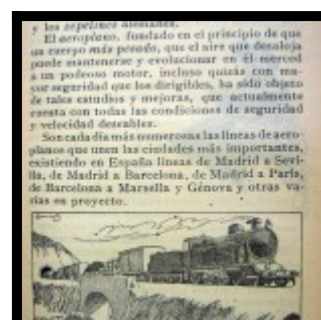 y los zepelines alemanes.
El aeroplano, fundado en el principio de que
un cuerpo más pesado, que el aire que desaloja
puede mantenerse y evolucionar en él merced
a un poderoso motor, incluso quizás con ma-
yor seguridad que los dirigibles, ha sido objeto
de tales estudios y mejoras, que actualmente
cuenta con todas las condiciones de seguridad
y velocidad deseables.
Son cada día más numerosas las líneas de aero-
planos que unen las ciudades más importantes,
existiendo en España líneas de Madrid a Sevi-
lla, de Madrid a Barcelona, de Madrid a París,
de Barcelona a Marsella y Génova y otras va-
rias en proyecto.